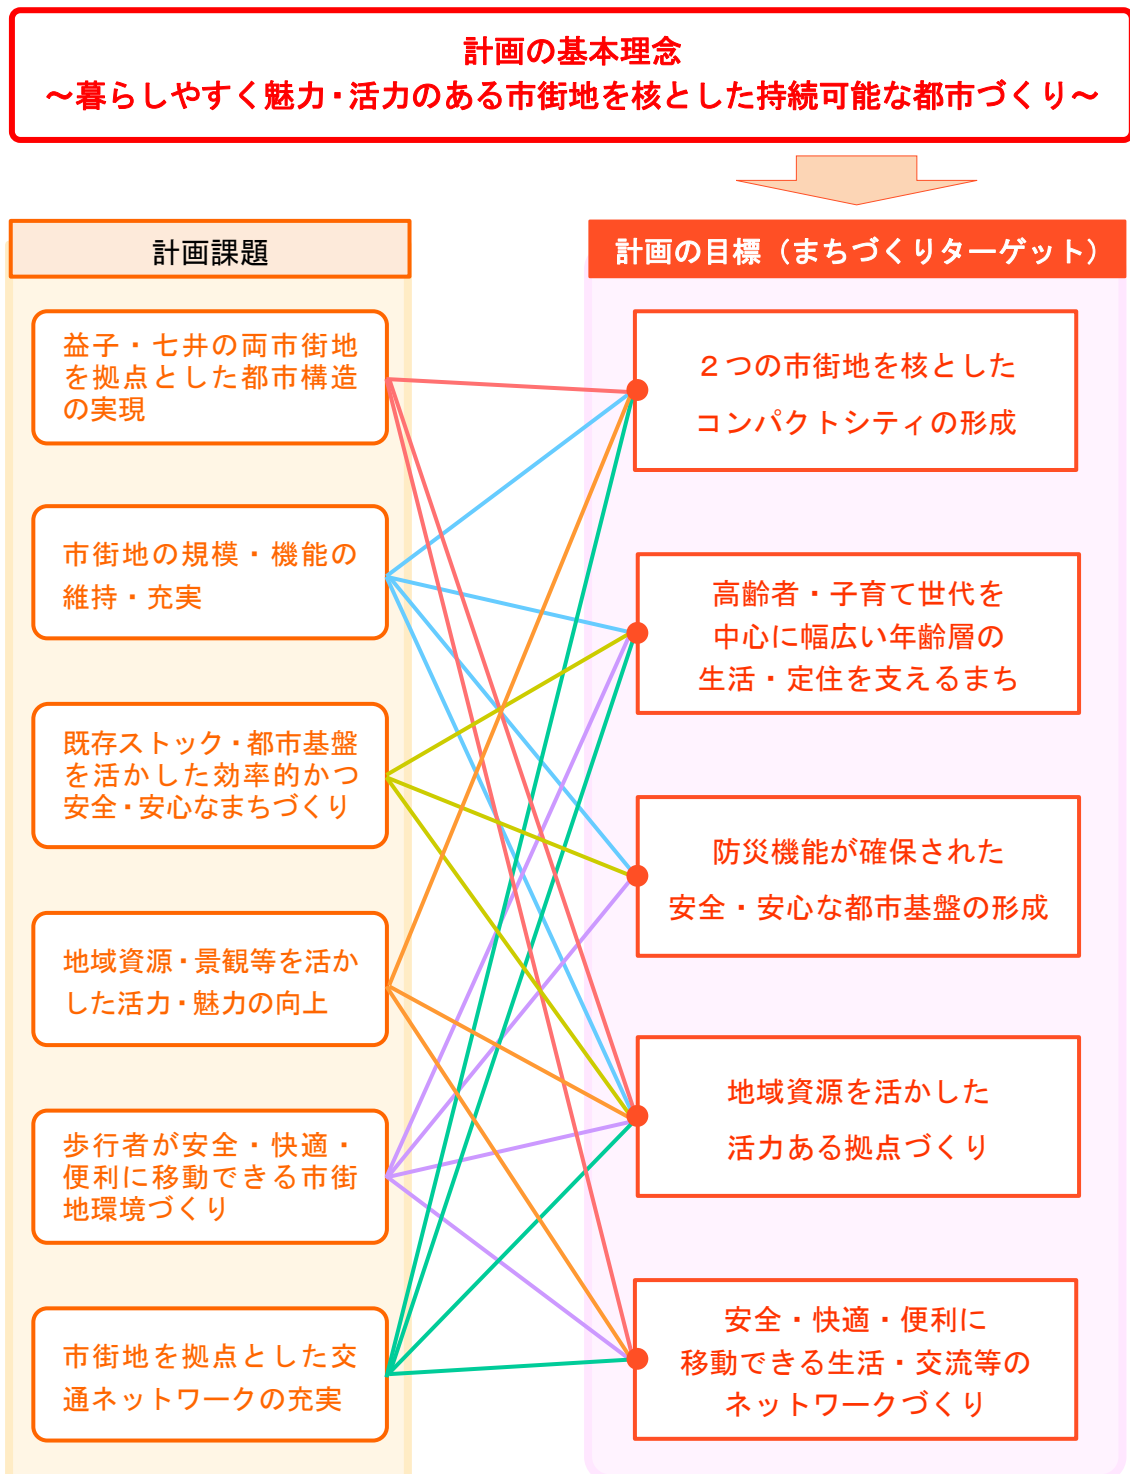 計画の基本理念
～暮らしやすく魅力・活力のある市街地を核とした持続可能な都市づくり～
計画課題
益子・七井の両市街地
を拠点とした都市構造
の実現
市街地の規模・機能の
維持・充実
既存ストック・都市基盤
を活かした効率的かつ
安全・安心なまちづくり
地域資源・景観等を活か
した活力・魅力の向上
歩行者が安全・快適・
便利に移動できる市街
地環境づくり
市街地を拠点とした交
通ネットワークの充実
計画の目標（まちづくりターゲット）
２つの市街地を核とした
コンパクトシティの形成
高齢者・子育て世代を
中心に幅広い年齢層の
生活・定住を支えるまち
防災機能が確保された
安全・安心な都市基盤の形成
地域資源を活かした
活力ある拠点づくり
安全・快適・便利に
移動できる生活・交流等の
ネットワークづくり